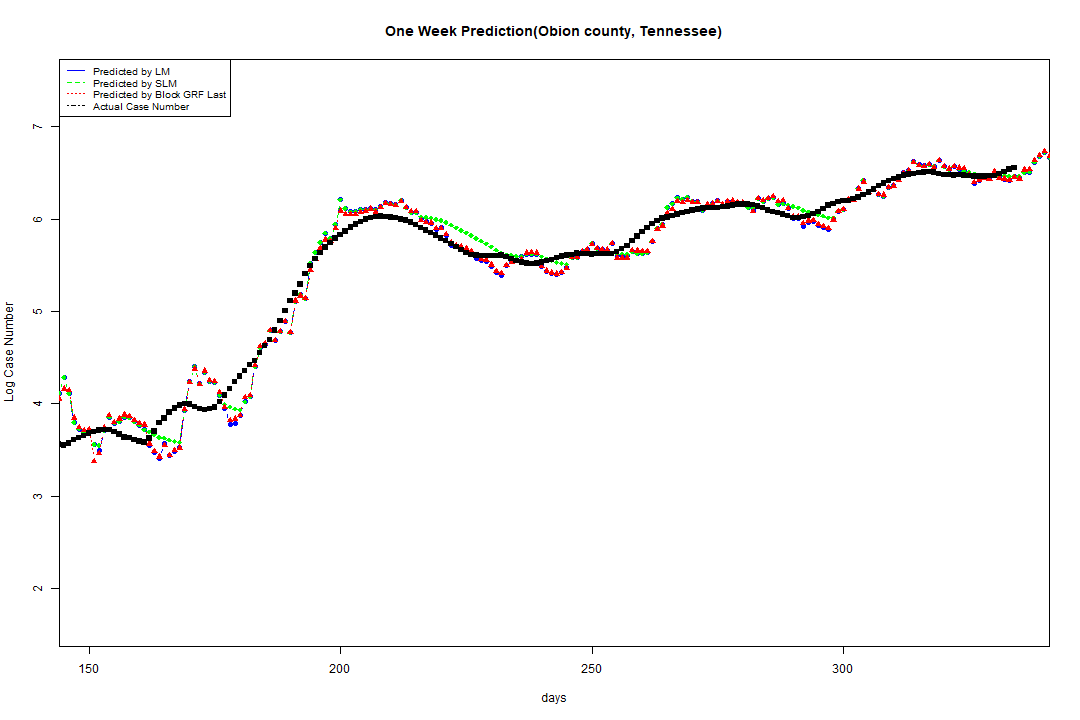 One Week Prediction(Obion county, Tennessee)
Predicted by LM
Predicted by SLM
Predicted by Block GRF Last
Actual Case Number
7
6
5
4
3
2
Log Case Number
150 200 250 300
days